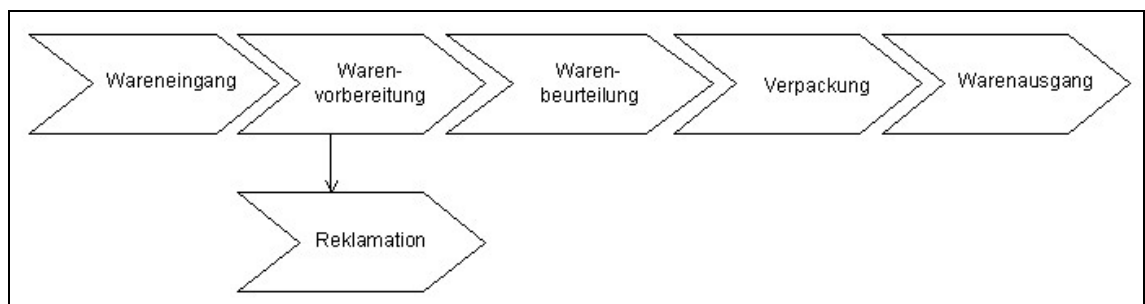 Wareneingang
Waren-
vorbereitung
Waren-
beurteilung
Verpackung
Warenausgang
Reklamation